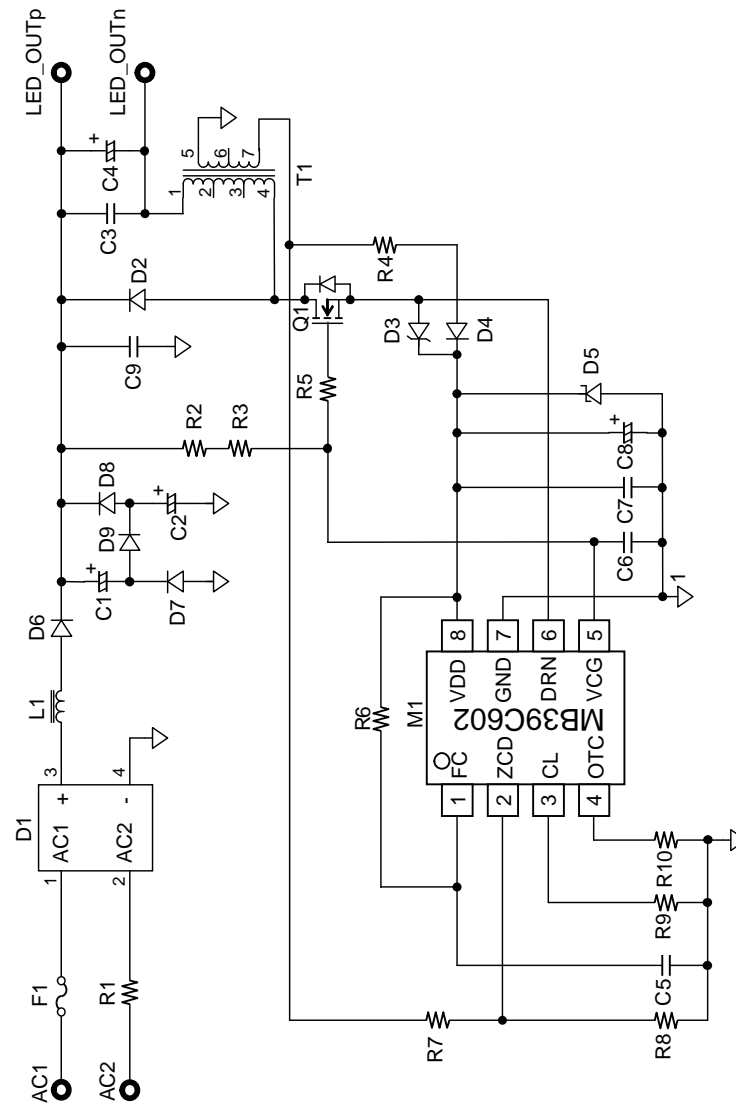 LED_OUTp
LED_OUTn
AC1
AC2
F1
R1
D1
1
2
3
4
AC1
AC2
+
-
L1
D6
C1
+
D7
D9
D8
C2
+
R2
R3
C9
D2
C3
C4
+
T1
1
2
3
4
5
6
7
Q1
R5
R4
D3
D4
D5
C8
+
C7
C6
1
R6
M1
MB39C602
1
FC
2
ZCD
3
CL
4
OTC
8
VDD
7
GND
6
DRN
5
VCG
R7
R8
C5
R9
R10